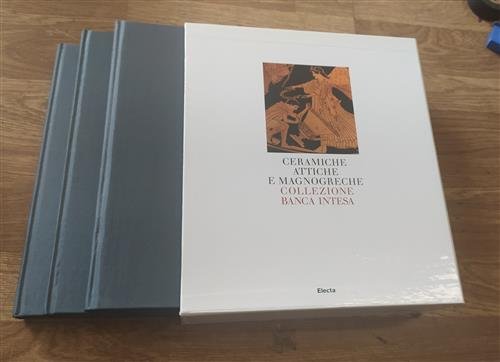 CERAMICHE
ATTICHE
E MAGNOGRECHE
COLLEZIONE
BANCA INTESA
Electa